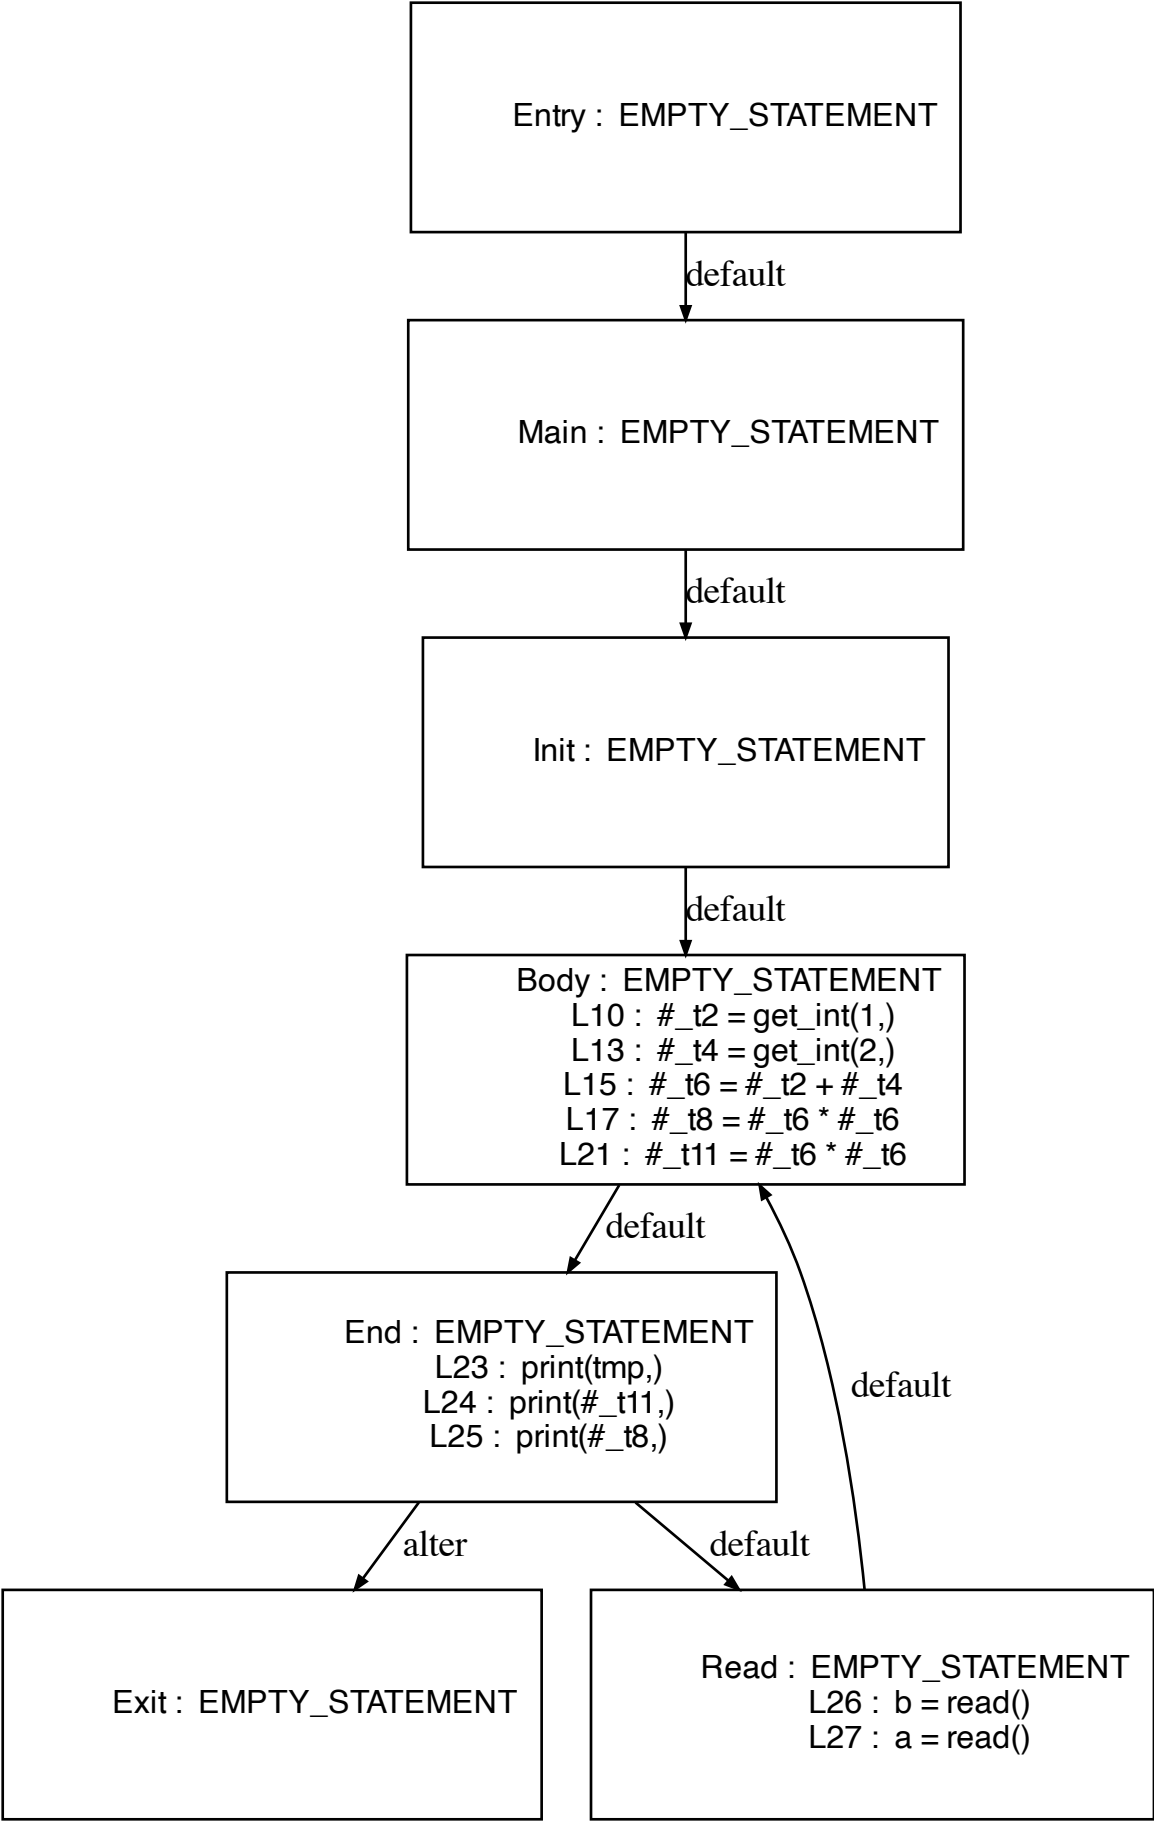 Entry :  EMPTY_STATEMENT
default
Main :  EMPTY_STATEMENT
default
Init :  EMPTY_STATEMENT
default
Body :  EMPTY_STATEMENT
L10 :  #_t2 = get_int(1,)
L13 :  #_t4 = get_int(2,)
L15 :  #_t6 = #_t2 + #_t4
L17 :  #_t8 = #_t6 * #_t6
L21 :  #_t11 = #_t6 * #_t6
default
End :  EMPTY_STATEMENT
L23 :  print(tmp,)
L24 :  print(#_t11,)
L25 :  print(#_t8,)
default
alter
default
Exit :  EMPTY_STATEMENT
Read :  EMPTY_STATEMENT
L26 :  b = read()
L27 :  a = read()